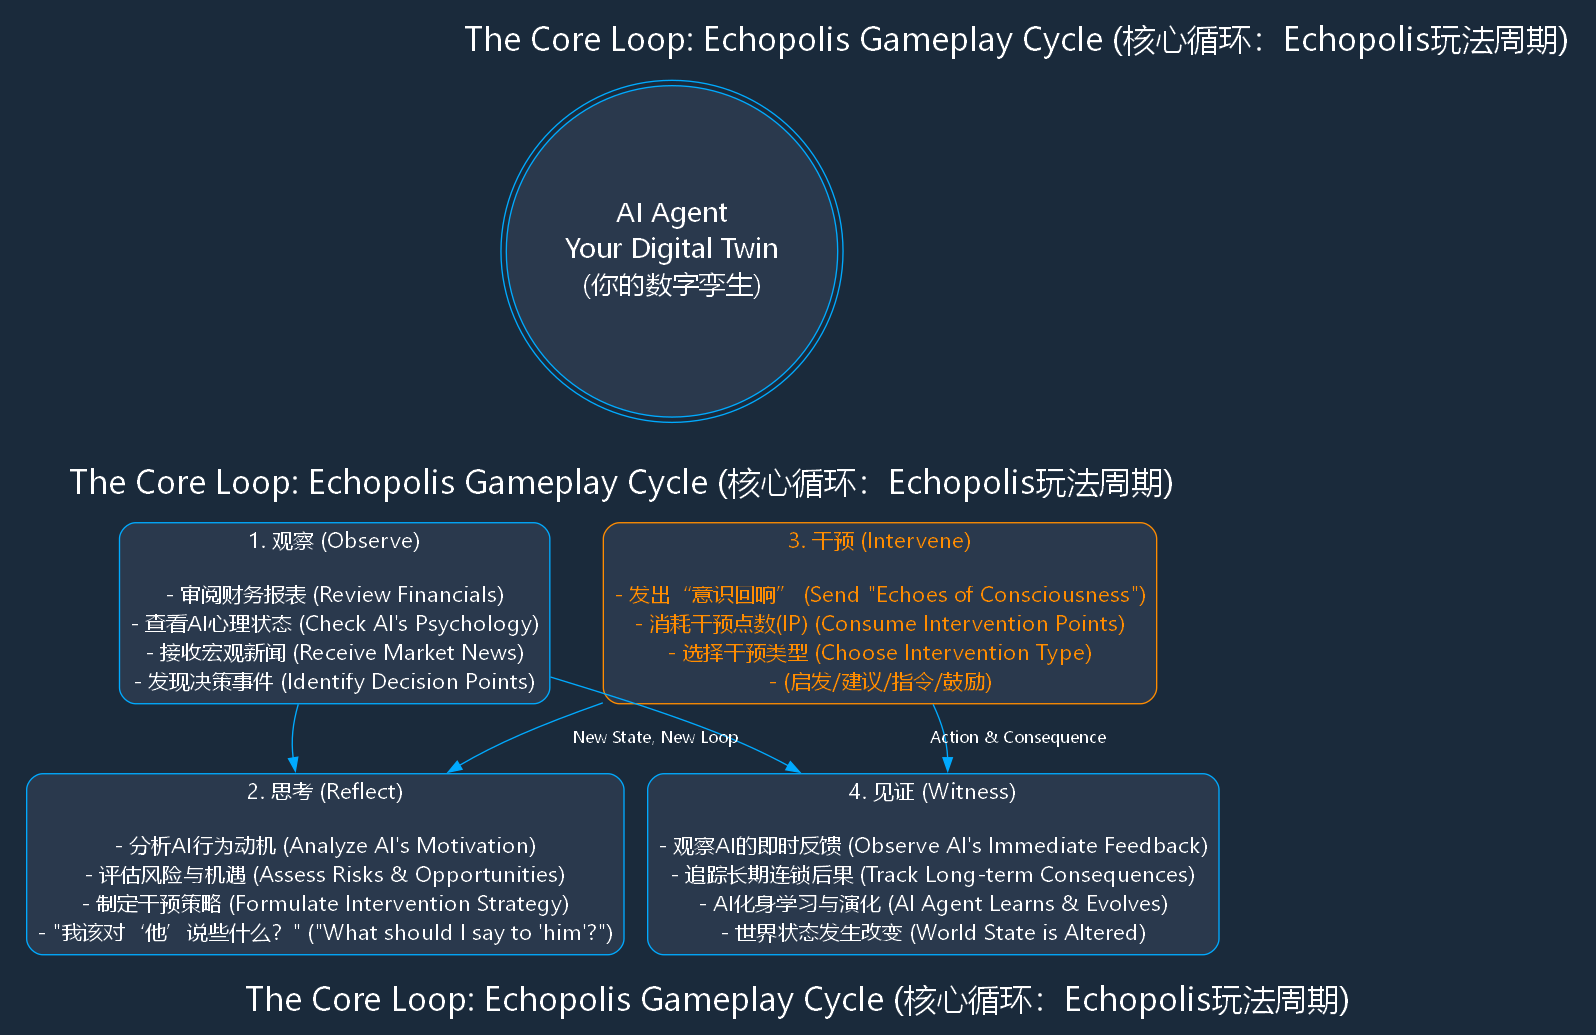 The Core Loop: Echopolis Gameplay Cycle (核心循环：Echopolis玩法周期)
AI Agent
Your Digital Twin
(你的数字孪生)
The Core Loop: Echopolis Gameplay Cycle (核心循环：Echopolis玩法周期)
1. 观察 (Observe)
- 审阅财务报表 (Review Financials)
- 查看AI心理状态 (Check AI's Psychology)
- 接收宏观新闻 (Receive Market News)
- 发现决策事件 (Identify Decision Points)
3. 干预 (Intervene)
- 发出“意识回响” (Send "Echoes of Consciousness")
- 消耗干预点数(IP) (Consume Intervention Points)
- 选择干预类型 (Choose Intervention Type)
- (启发/建议/指令/鼓励)
New State, New Loop
Action & Consequence
2. 思考 (Reflect)
- 分析AI行为动机 (Analyze AI's Motivation)
- 评估风险与机遇 (Assess Risks & Opportunities)
- 制定干预策略 (Formulate Intervention Strategy)
- "我该对‘他’说些什么？" ("What should I say to 'him'?")
4. 见证 (Witness)
- 观察AI的即时反馈 (Observe AI's Immediate Feedback)
- 追踪长期连锁后果 (Track Long-term Consequences)
- AI化身学习与演化 (AI Agent Learns & Evolves)
- 世界状态发生改变 (World State is Altered)
The Core Loop: Echopolis Gameplay Cycle (核心循环：Echopolis玩法周期)